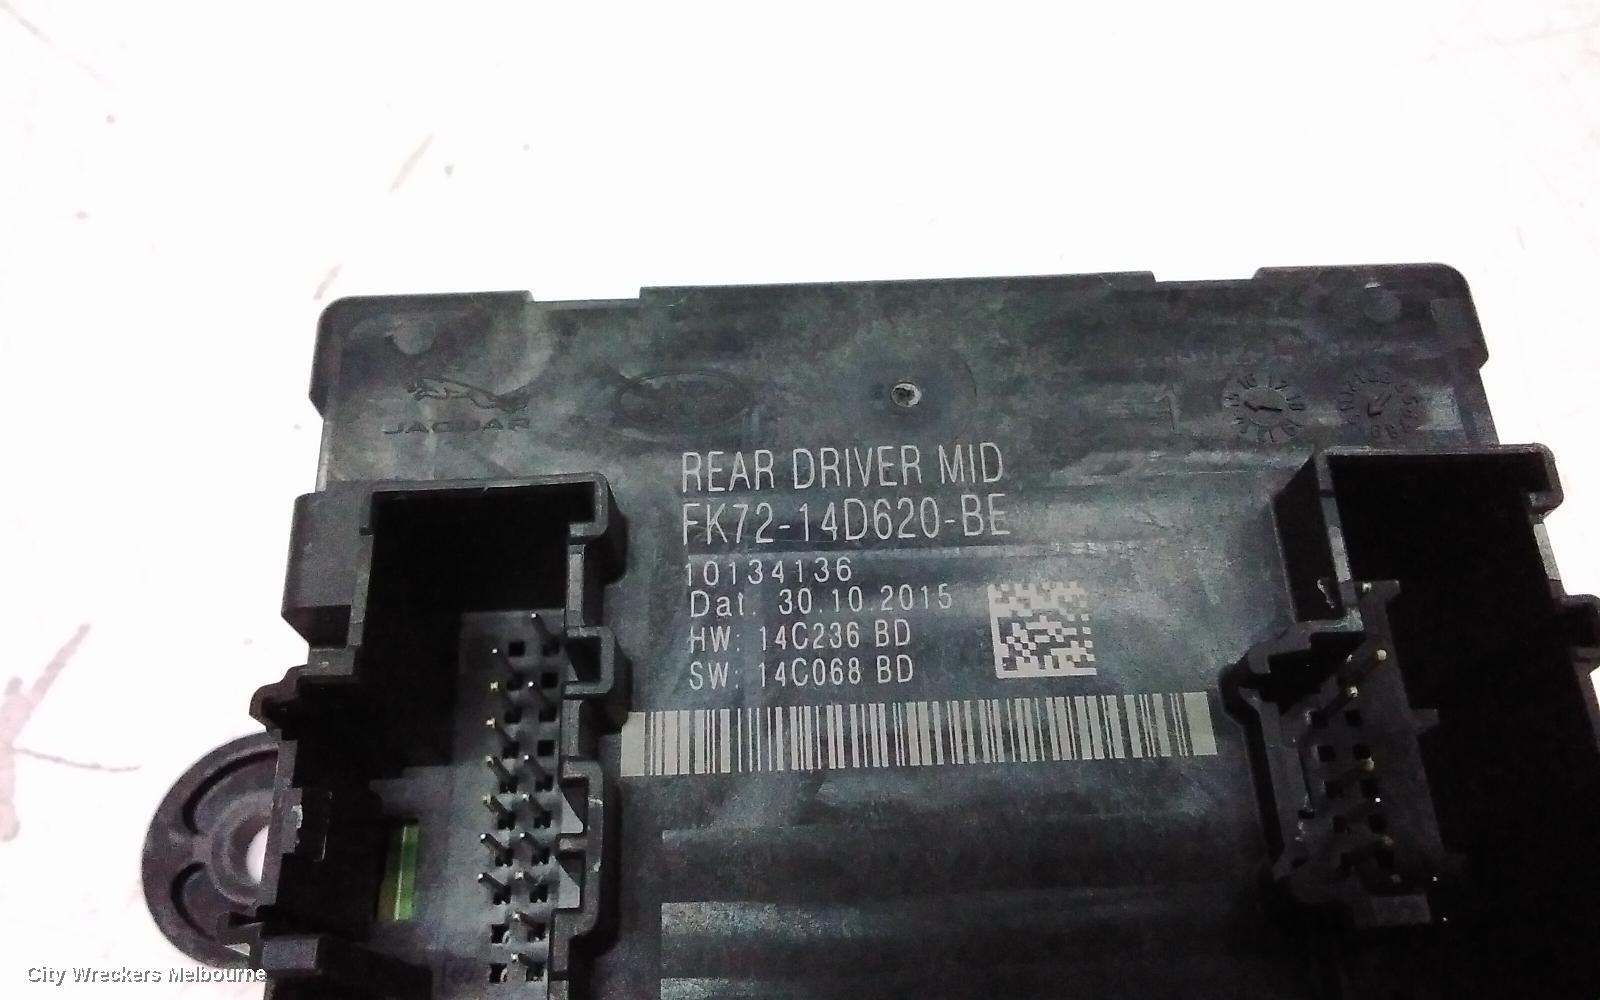 JAGUAR
REAR DRIVER MID
FK72-14D620-BE
10134136
Dat. 30.10.2015
HW: 14C236 BD
SW: 14C068 BD
City Wreckers Melbourne